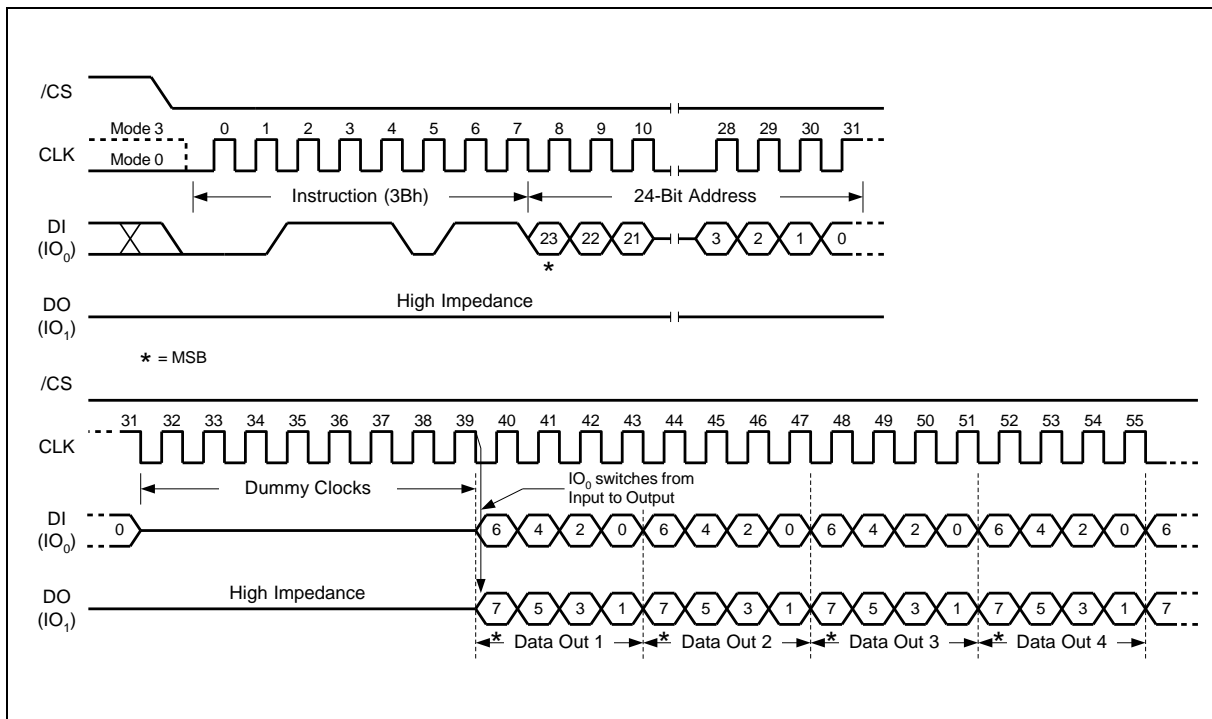 /CS
Mode 3 0 1 2 3 4 5 6 7 8 9 10 28 29 30 31
CLK Mode 0
Instruction (3Bh) 24-Bit Address
DI
(IO0) 23 22 21 3 2 1 0
*
DO High Impedance
(IO1)
* = MSB
/CS
31 32 33 34 35 36 37 38 39 40 41 42 43 44 45 46 47 48 49 50 51 52 53 54 55
CLK
Dummy Clocks
IO0 switches from
Input to Output
DI
(IO0) 0 6 4 2 0 6 4 2 0 6 4 2 0 6 4 2 0 6
DO High Impedance
(IO1) 7 5 3 1 7 5 3 1 7 5 3 1 7 5 3 1 7
* Data Out 1 * Data Out 2 * Data Out 3 * Data Out 4